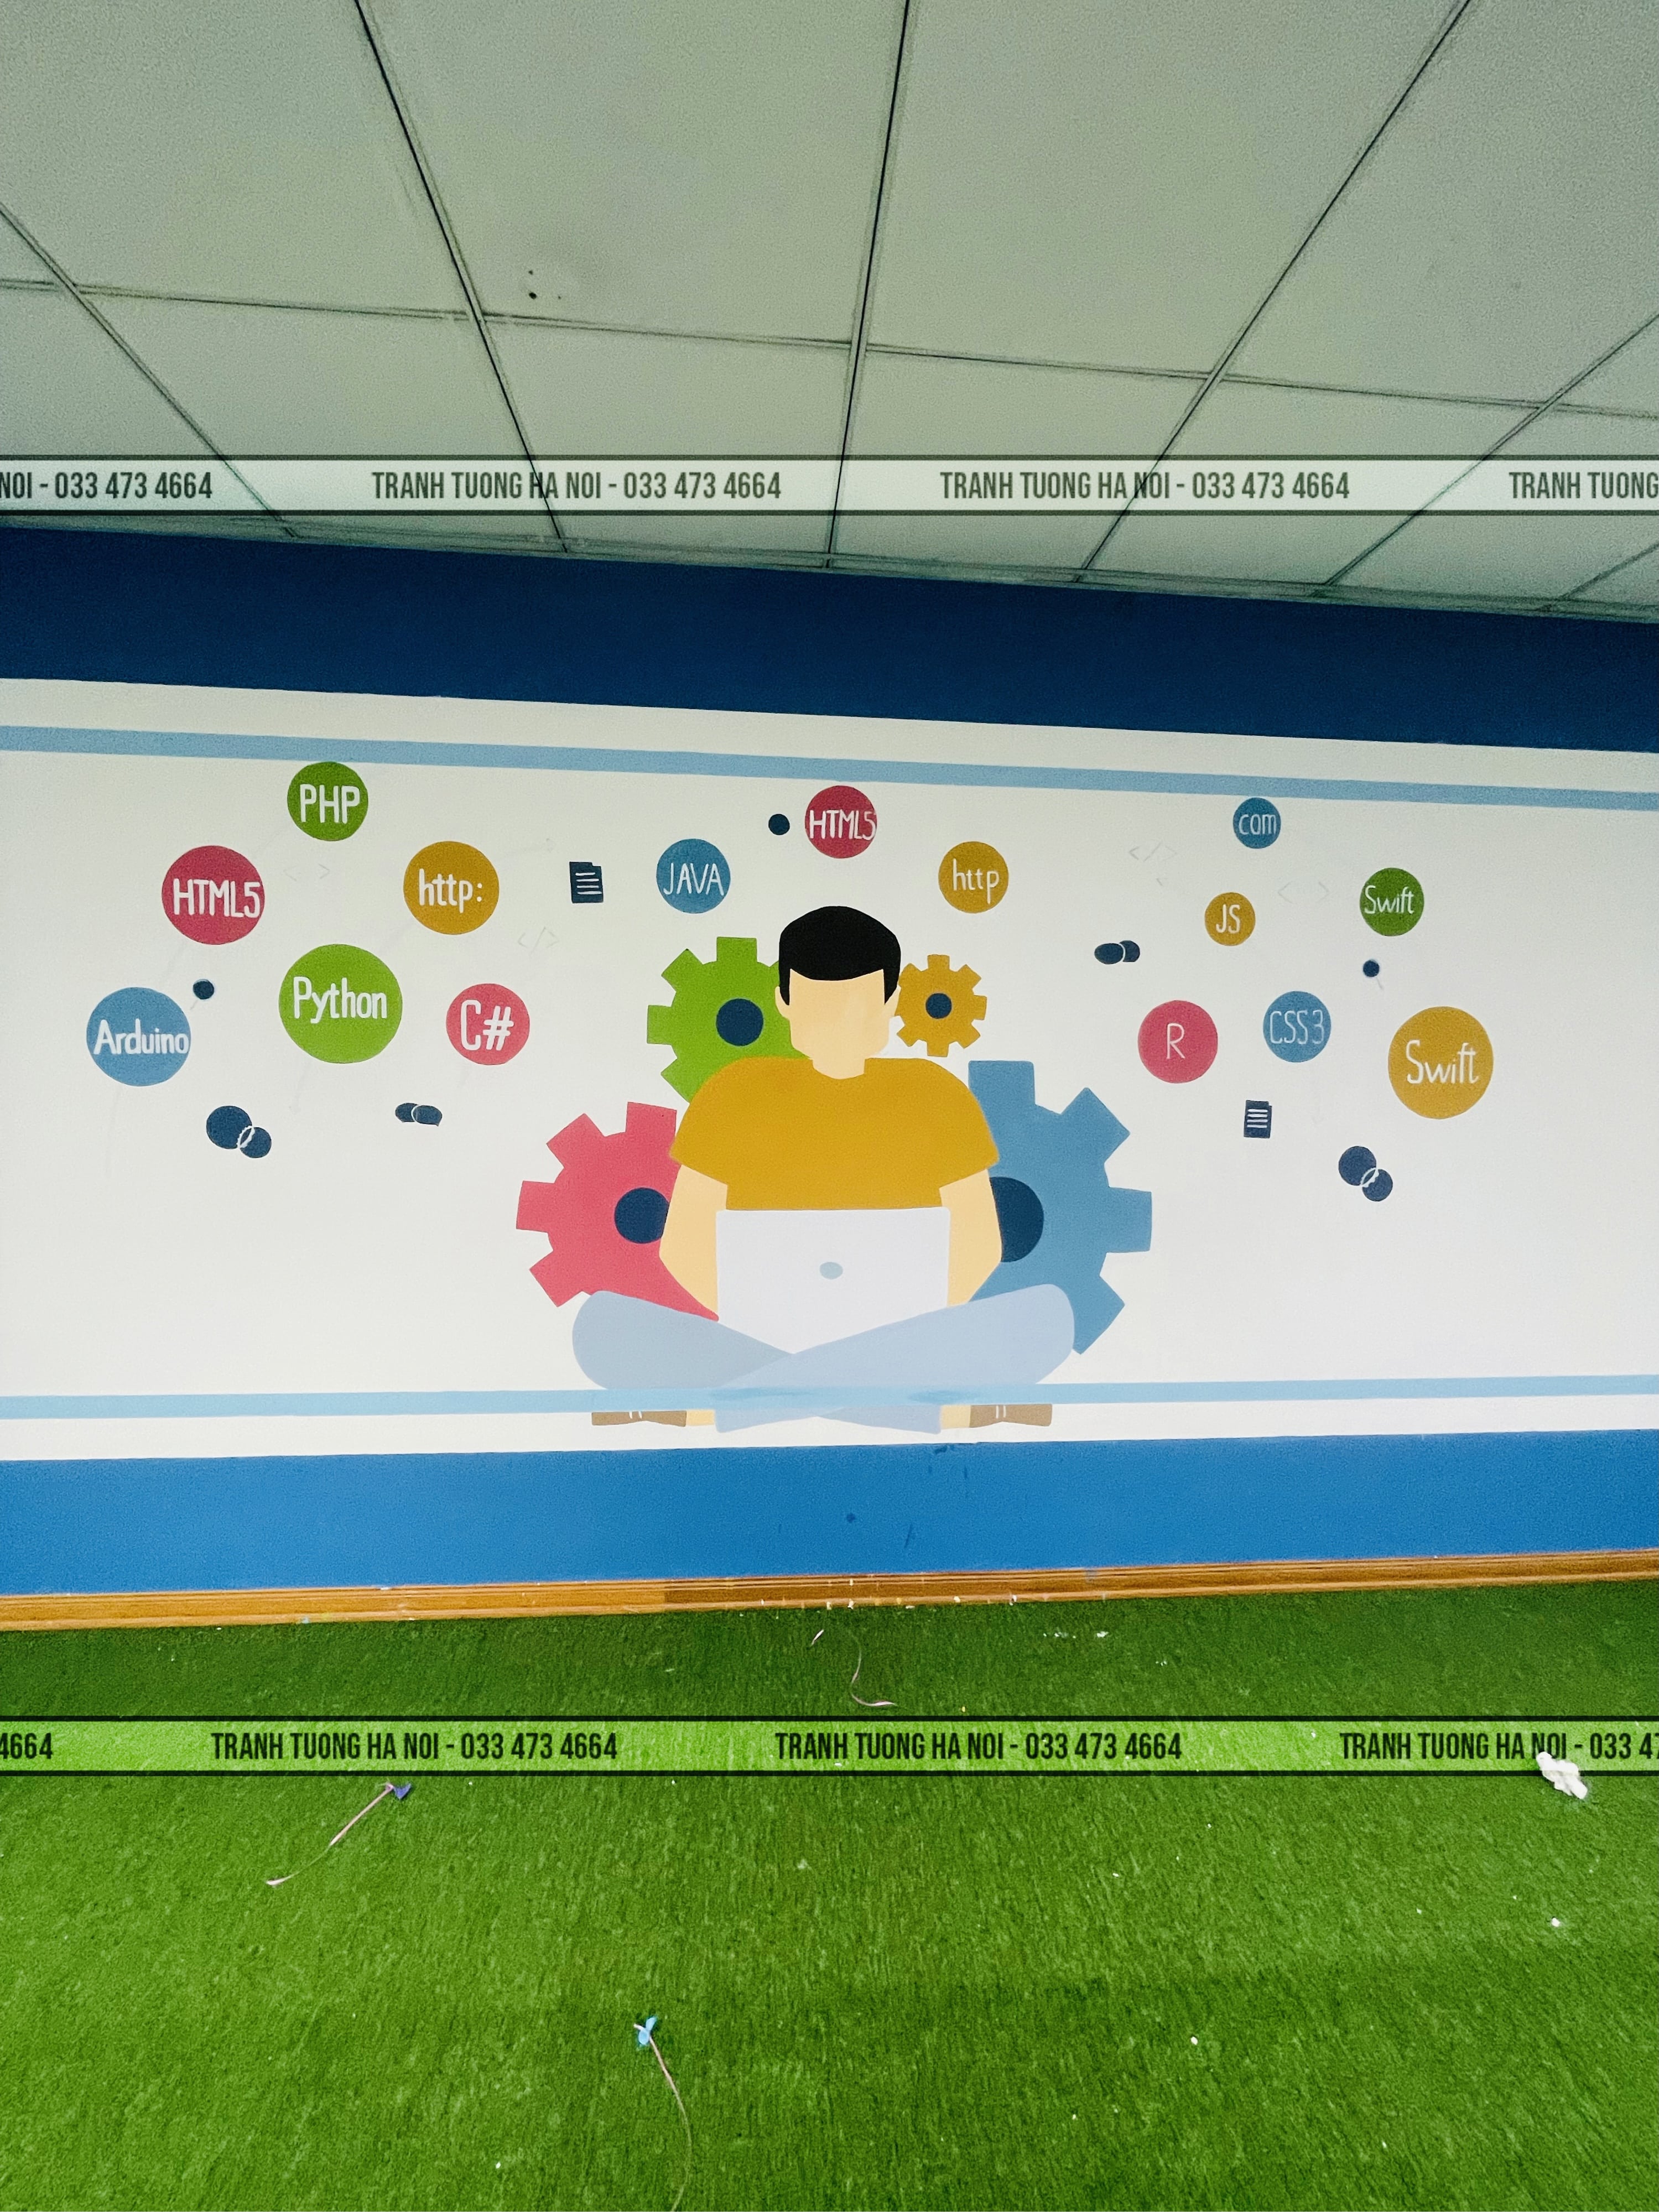 NOI - 033 473 4664 TRANH TUONG HA NOI - 033 473 4664 TRANH TUONG HA NOI - 033 473 4664 TRANH TUONG
PHP
HTML5
com
HTML5
http:
JAVA
http
JS
Swift
Python
Arduino
C#
R
CSS3
Swift
4664 TRANH TUONG HA NOI - 033 473 4664 TRANH TUONG HA NOI - 033 473 4664 TRANH TUONG HA NOI - 033 47